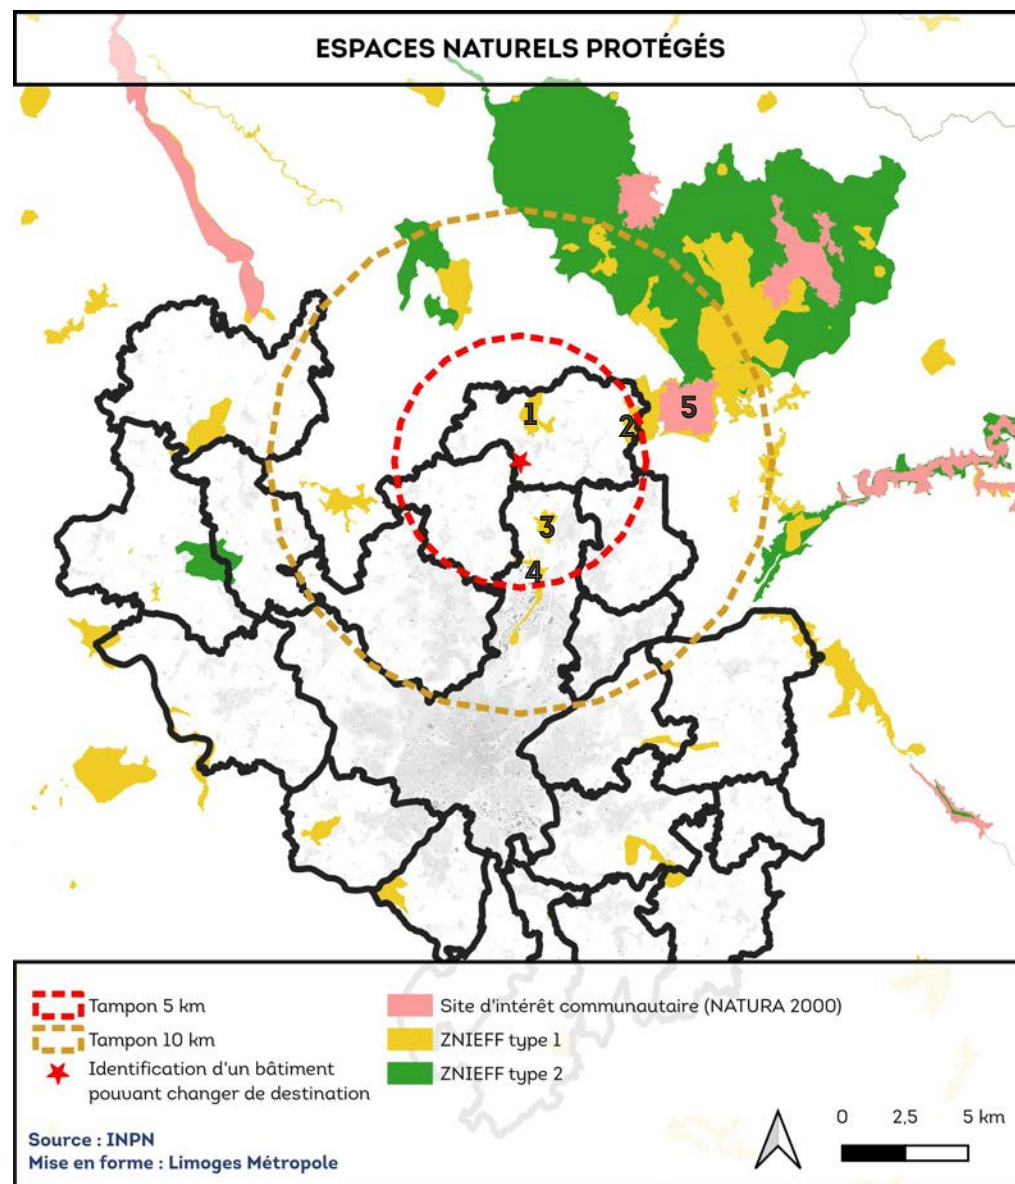 ESPACES NATURELS PROTÉGÉS
1
2
5
3
4
Tampon 5 km
Tampon 10 km
Identification d'un bâtiment
pouvant changer de destination
Site d'intérêt communautaire (NATURA 2000)
ZNIEFF type 1
ZNIEFF type 2
Source : INPN
Mise en forme : Limoges Métropole
0 2,5 5 km